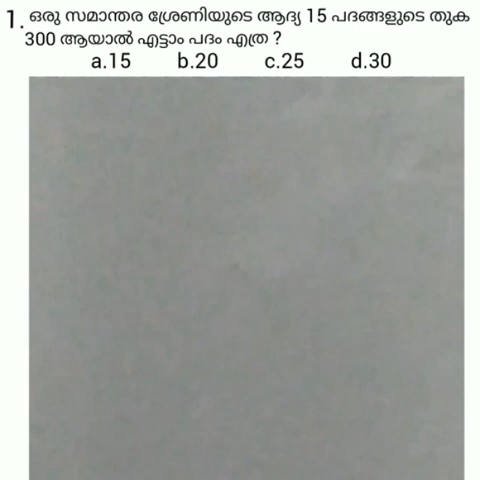 1. ഒരു സമാന്തര ശ്രേണിയുടെ ആദ്യ 15 പദങ്ങളുടെ തുക
300 ആയാൽ എട്ടാം പദം എത്ര ?
a.15 b.20 c.25 d.30